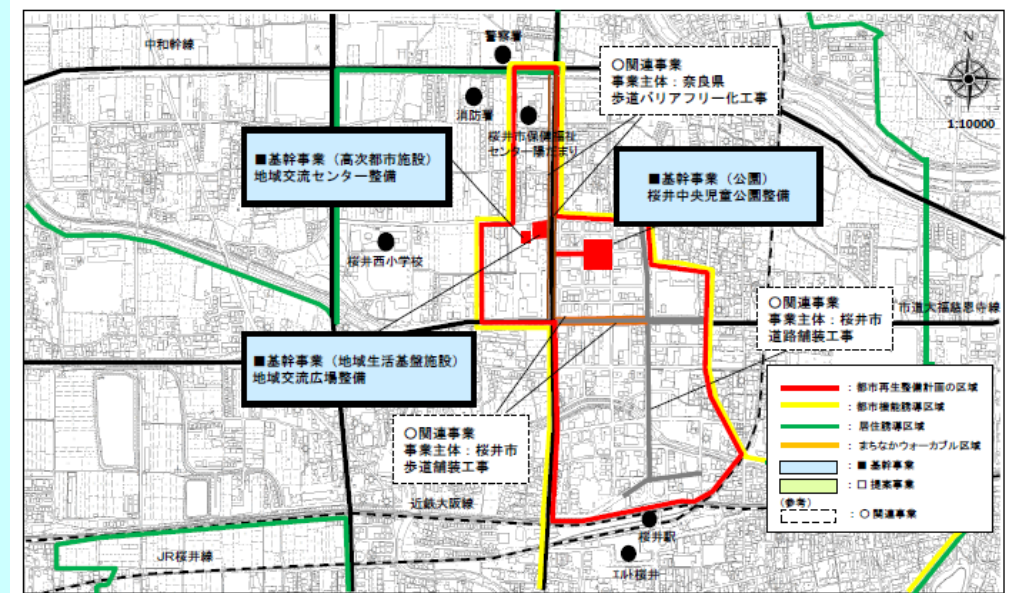 中和幹線
警察署
N
1:10000
○関連事業
事業主体:奈良県
歩道バリアフリー化工事
消防署
桜井市保健福祉
センター陽だまり
■基幹事業(高次都市施設)
地域交流センター整備
■基幹事業(公園)
桜井中央児童公園整備
桜井西小学校
○関連事業
事業主体:桜井市
道路舗装工事
市道大福慈恩寺線
■基幹事業(地域生活基盤施設)
地域交流広場整備
○関連事業
事業主体:桜井市
歩道舗装工事
:都市再生整備計画の区域
:都市機能誘導区域
:居住誘導区域
:まちなかウォーカブル区域
:■ 基幹事業
:□ 提案事業
(参考)
:○ 関連事業
近鉄大阪線
桜井駅
JR桜井線
エルト桜井